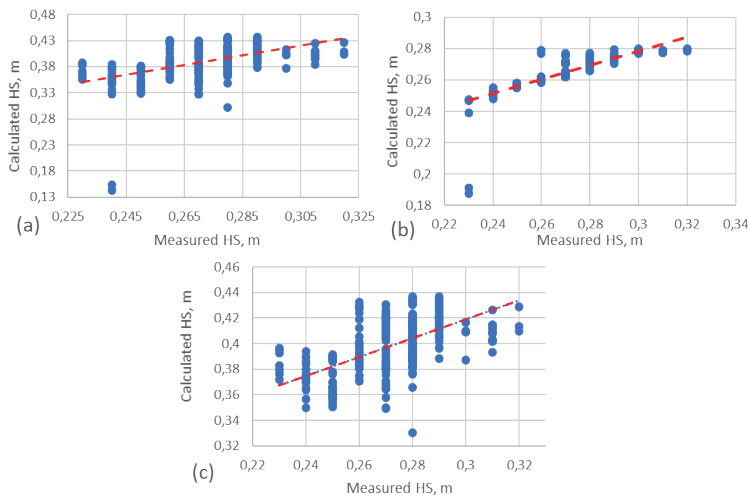 0,48
0,43
0,38
0,33
0,28
0,23
0,18
0,13
0,225 0,245 0,265 0,285 0,305 0,325
Calculated HS, m
Measured HS, m
(a)
0,3
0,28
0,26
0,24
0,22
0,2
0,18
0,22 0,24 0,26 0,28 0,3 0,32 0,34
Calculated HS, m
Measured HS, m
(b)
0,46
0,44
0,42
0,4
0,38
0,36
0,34
0,32
0,22 0,24 0,26 0,28 0,3 0,32
Calculated HS, m
Measured HS, m
(c)